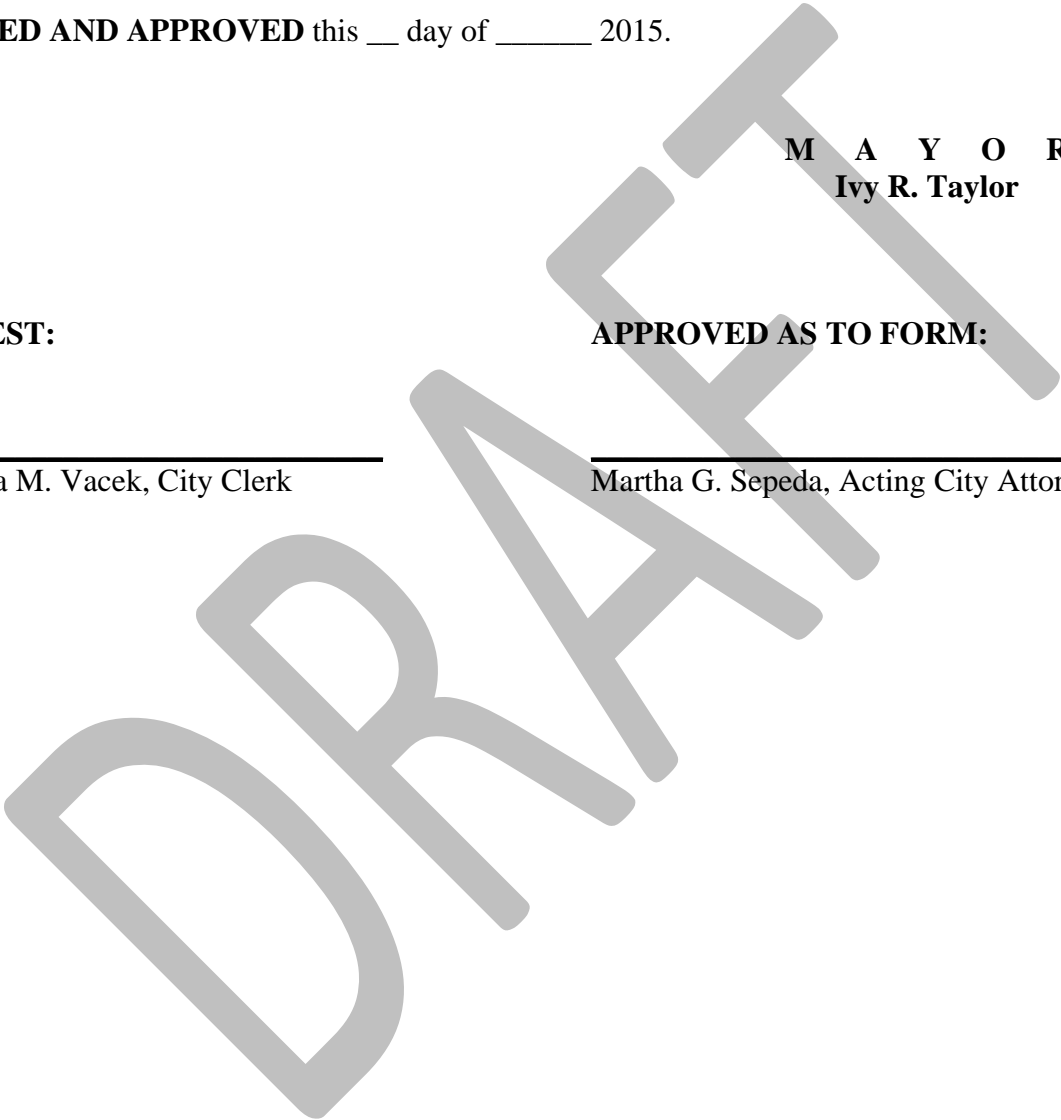 ED AND APPROVED this __ day of ______ 2015.
M A Y O R
Ivy R. Taylor
EST:
APPROVED AS TO FORM:
a M. Vacek, City Clerk
Martha G. Sepeda, Acting City Attor
DRAFT